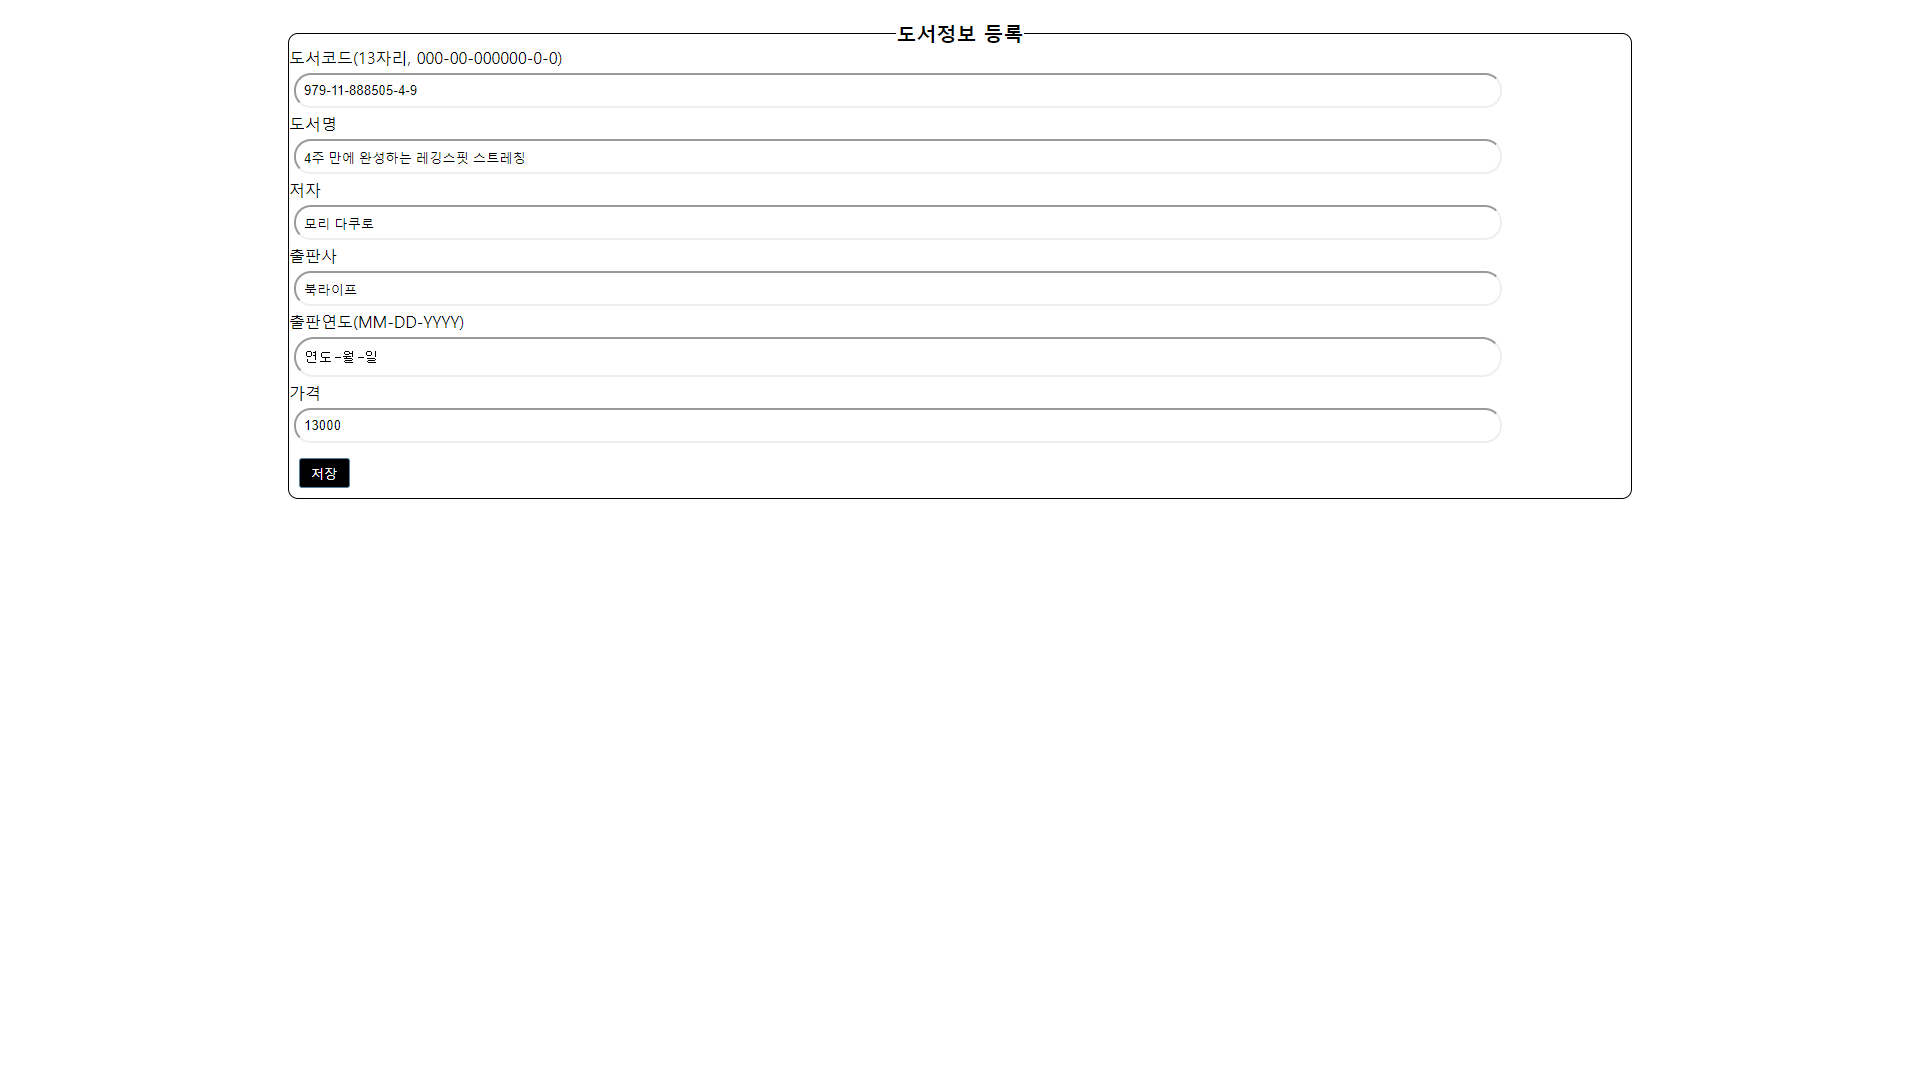 도서정보 등록
도서코드(13자리, 000-00-000000-0-0)
979-11-888505-4-9
도서명
4주 만에 완성하는 레깅스핏 스트레칭
저자
모리 다쿠로
출판사
북라이프
출판연도(MM-DD-YYYY)
연도-월-일
가격
13000
저장